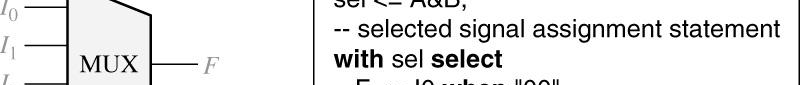 I0
sel <= A&B;
-- selected signal assignment statement
I1
with sel select
MUX
F